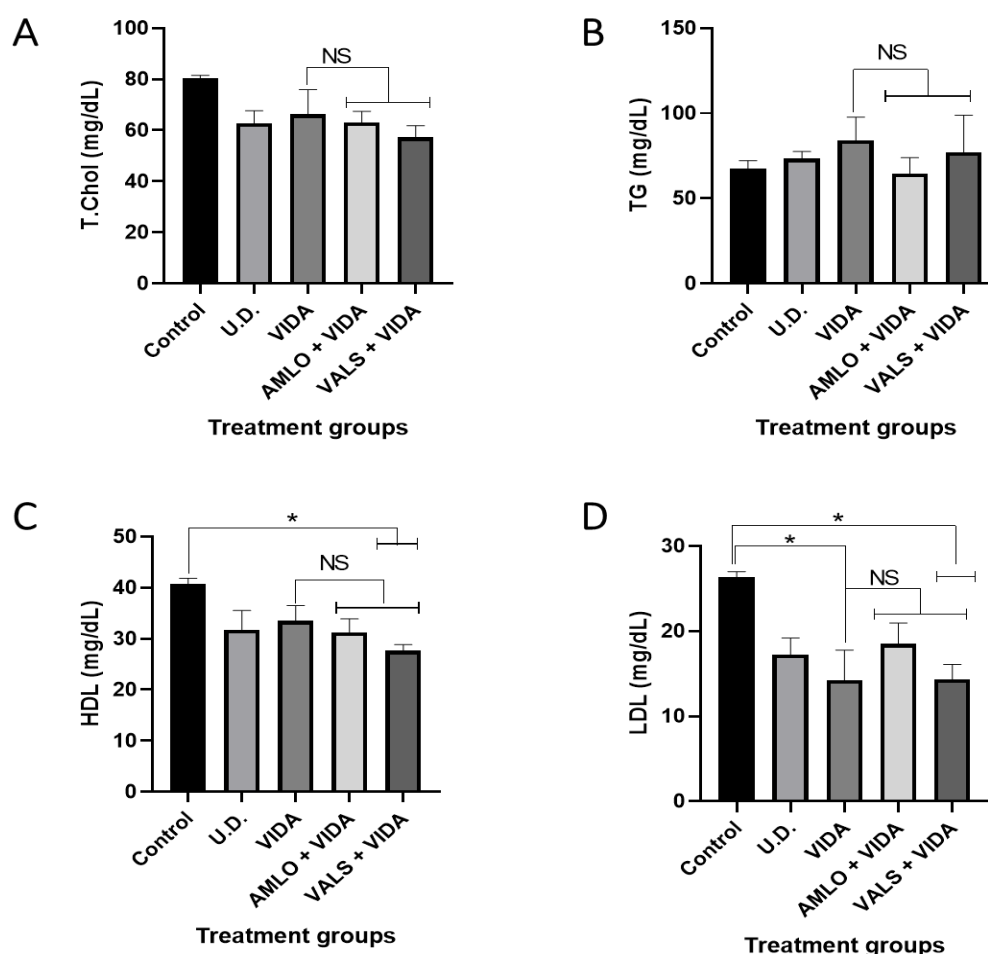 A
T.Chol (mg/dL)
100
80
60
40
20
0
NS
Control
U.D.
VIDA
AMLO + VIDA
VALS + VIDA
Treatment groups
B
TG (mg/dL)
150
100
50
0
NS
Control
U.D.
VIDA
AMLO + VIDA
VALS + VIDA
Treatment groups
C
HDL (mg/dL)
50
40
30
20
10
0
*
NS
Control
U.D.
VIDA
AMLO + VIDA
VALS + VIDA
Treatment groups
D
LDL (mg/dL)
30
20
10
0
*
*
NS
Control
U.D.
VIDA
AMLO + VIDA
VALS + VIDA
Treatment groups